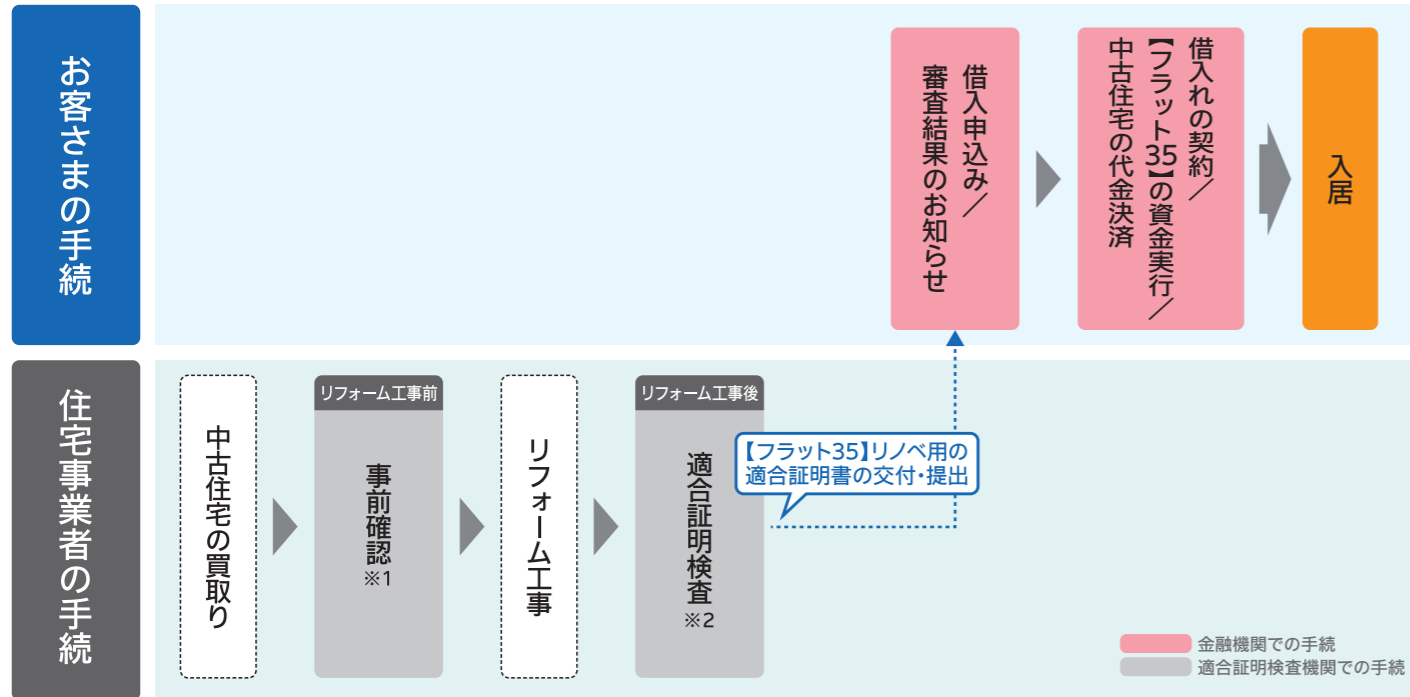 お客さまの手続
借入申込み／
審査結果のお知らせ
借入れの契約／
【フラット35】の資金実行／
中古住宅の代金決済
入居
住宅事業者の手続
中古住宅の買取り
リフォーム工事前
事前確認
※1
リフォーム工事
リフォーム工事後
適合証明検査
※2
【フラット35】リノベ用の
適合証明書の交付・提出
金融機関での手続
適合証明検査機関での手続